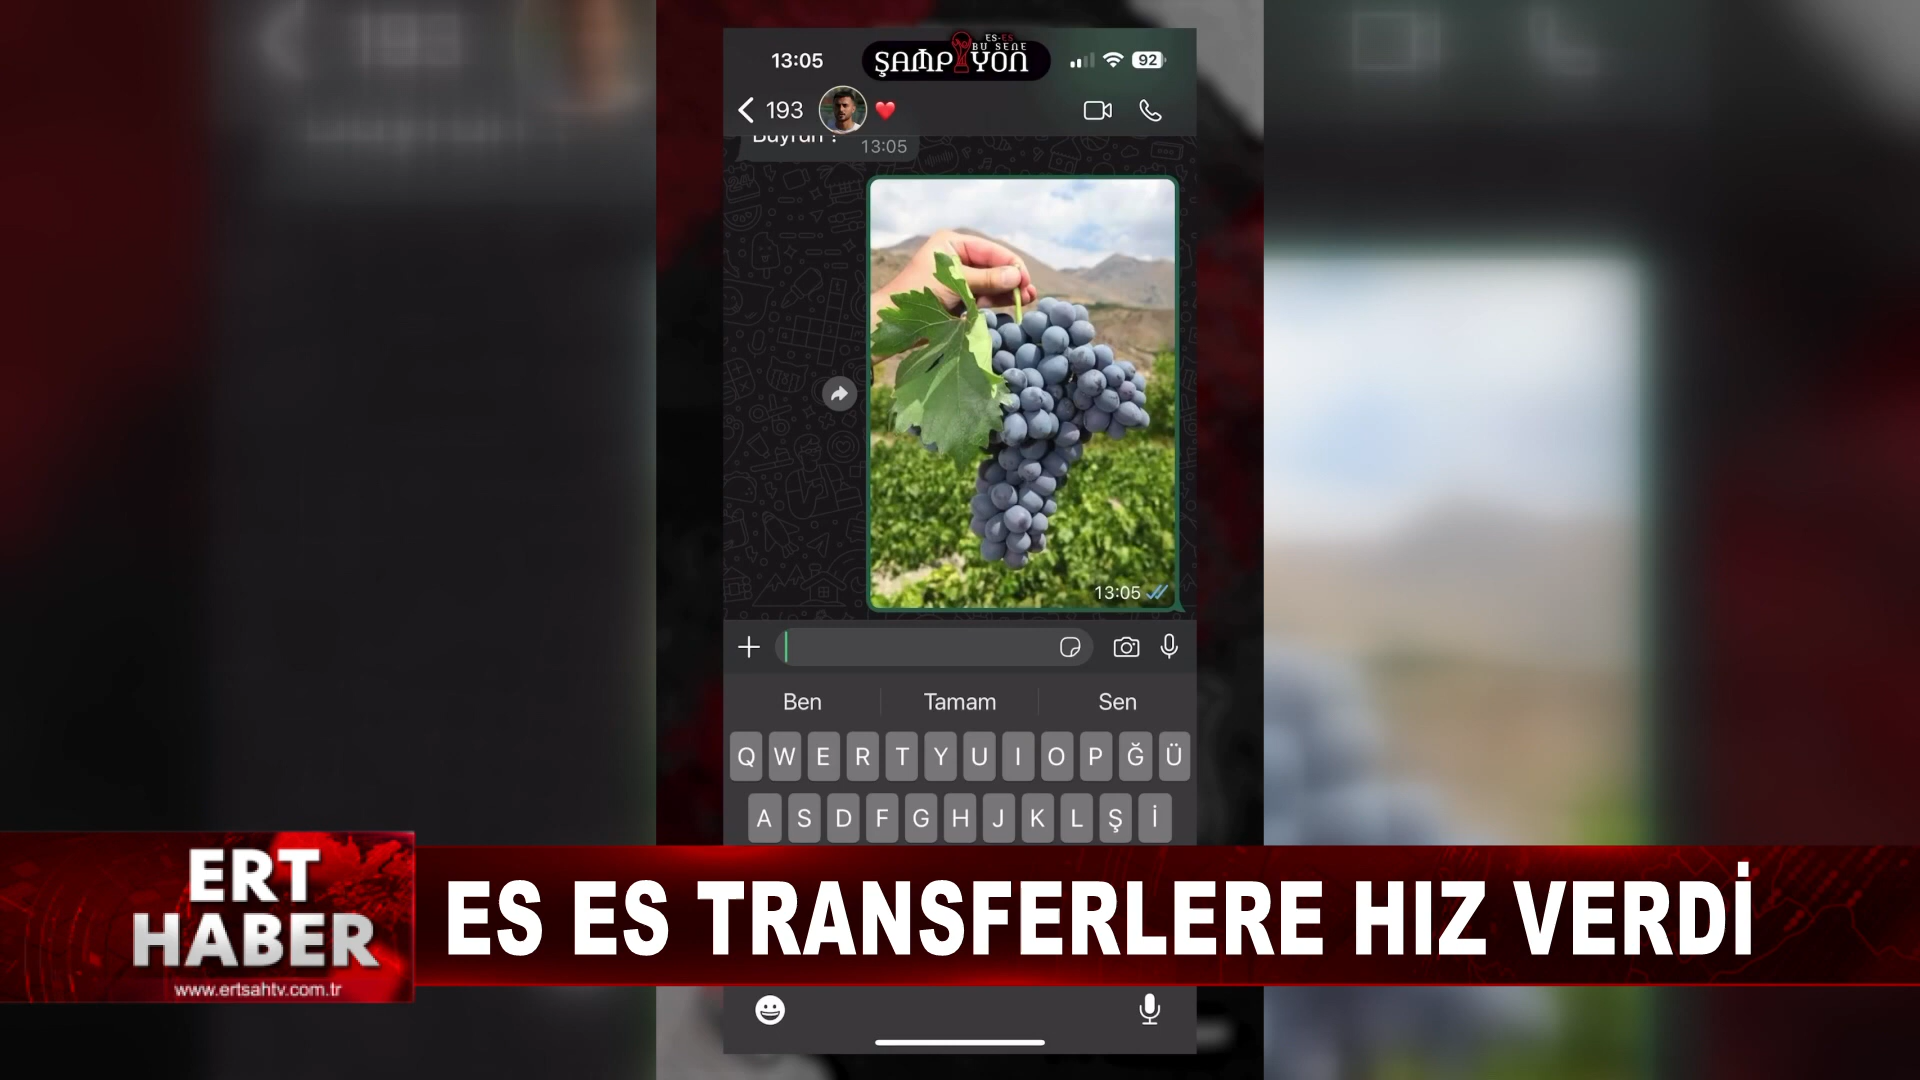 13:05
ES-ES
BU SENE
ŞAMPİYON
92
193
Buyrun ?
13:05
13:05
Ben
Tamam
Sen
Q W E R T Y U I O P Ğ Ü
A S D F G H J K L Ş İ
ERT
HABER
www.ertsahtv.com.tr
ES ES TRANSFERLERE HIZ VERDİ